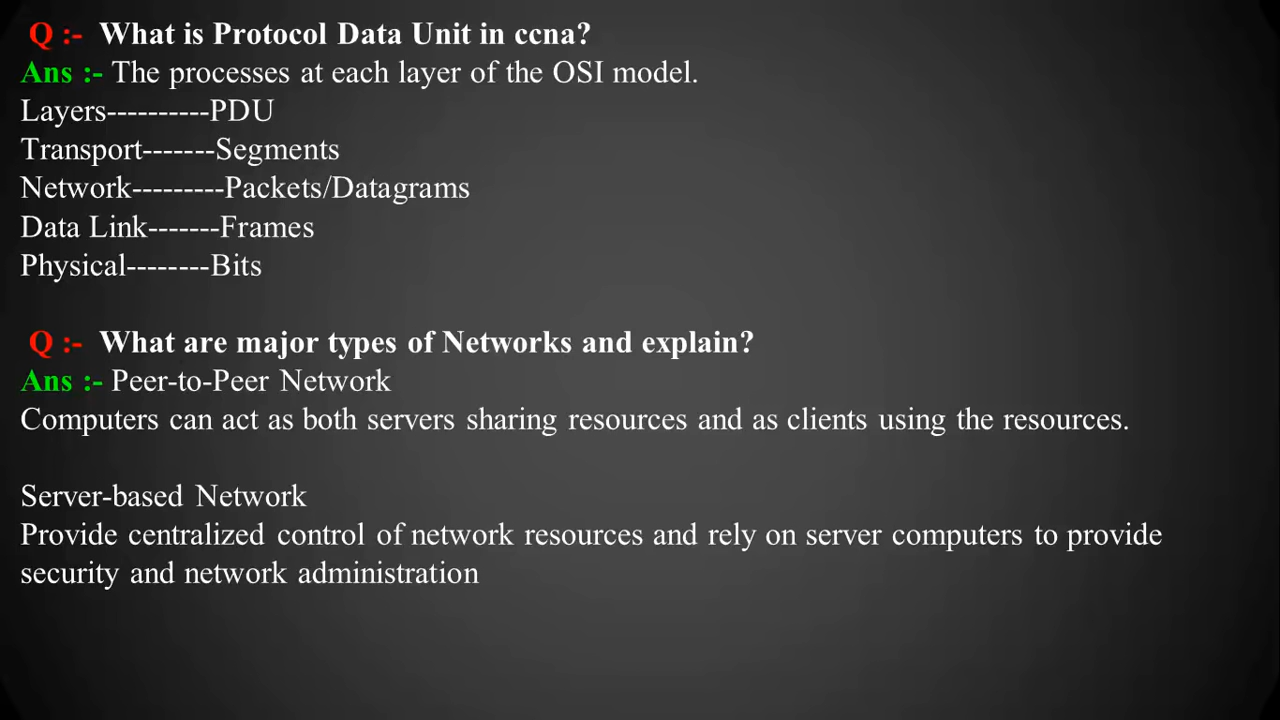 Q :- What is Protocol Data Unit in ccna?
Ans :- The processes at each layer of the OSI model.
Layers----------PDU
Transport-------Segments
Network---------Packets/Datagrams
Data Link-------Frames
Physical--------Bits
Q :- What are major types of Networks and explain?
Ans :- Peer-to-Peer Network
Computers can act as both servers sharing resources and as clients using the resources.
Server-based Network
Provide centralized control of network resources and rely on server computers to provide
security and network administration